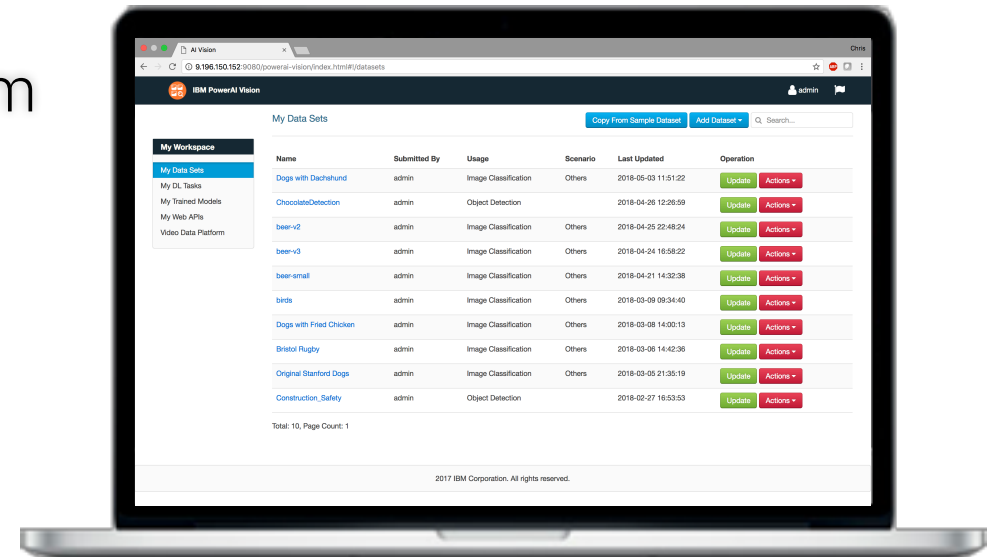 m
AI Vision
Chris
9.196.150.152:9080/powerai-vision/index.html#!/datasets
IBM PowerAI Vision
admin
My Data Sets
Copy From Sample Dataset
Add Dataset
Search...
My Workspace
My Data Sets
My DL Tasks
My Trained Models
My Web APIs
Video Data Platform
Name Submitted By Usage Scenario Last Updated Operation
Dogs with Dachshund admin Image Classification Others 2018-05-03 11:51:22 Update Actions
ChocolateDetection admin Object Detection 2018-04-26 12:26:59 Update Actions
beer-v2 admin Image Classification Others 2018-04-25 22:48:24 Update Actions
beer-v3 admin Image Classification Others 2018-04-24 16:58:22 Update Actions
beer-small admin Image Classification Others 2018-04-21 14:32:38 Update Actions
birds admin Image Classification Others 2018-03-09 09:34:40 Update Actions
Dogs with Fried Chicken admin Image Classification Others 2018-03-08 14:00:13 Update Actions
Bristol Rugby admin Image Classification Others 2018-03-06 14:42:36 Update Actions
Original Stanford Dogs admin Image Classification Others 2018-03-05 21:35:19 Update Actions
Construction_Safety admin Object Detection 2018-02-27 16:53:53 Update Actions
Total: 10, Page Count: 1
2017 IBM Corporation. All rights reserved.